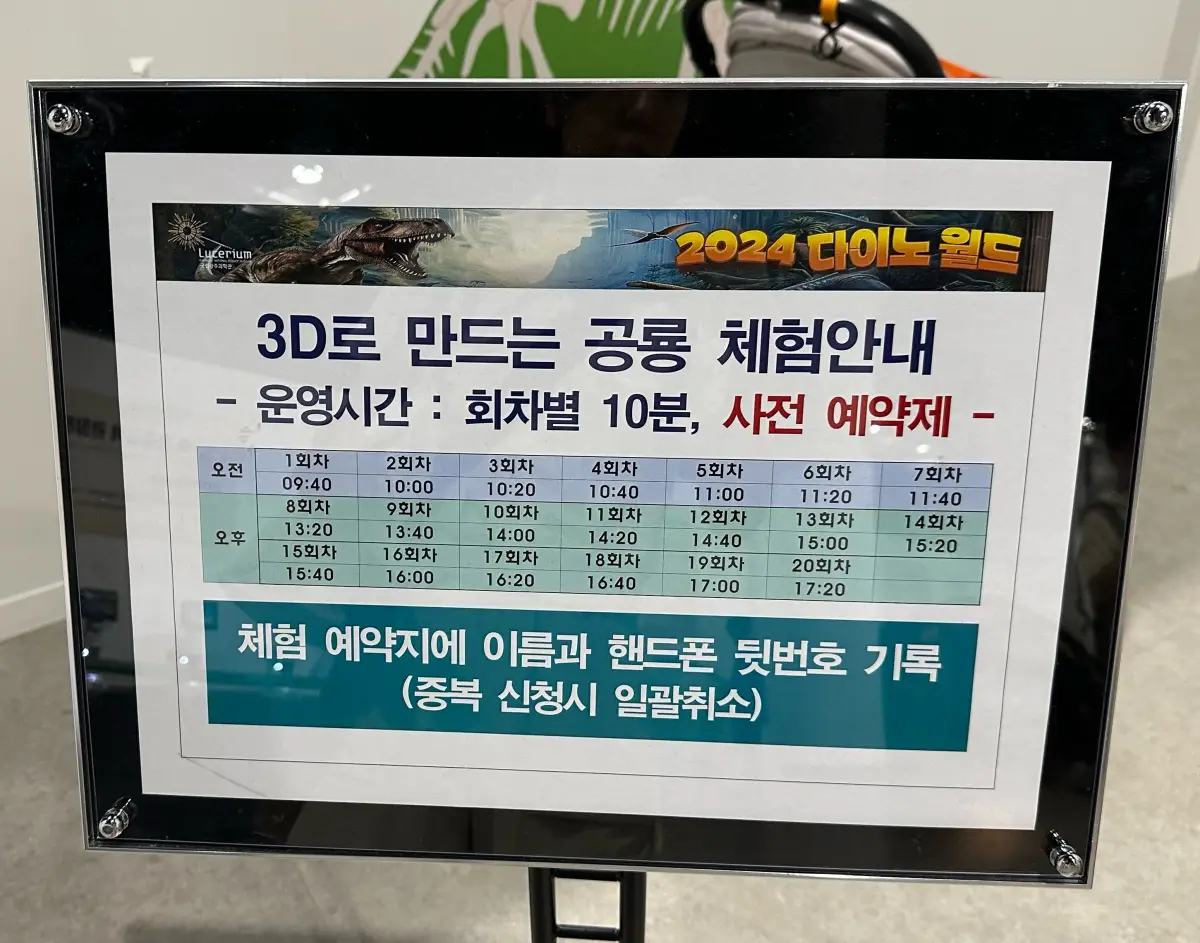 Lucerium
국립광주과학관
2024 다이노 월드
3D로 만드는 공룡 체험안내
- 운영시간 : 회차별 10분, 사전 예약제 -
오전 1회차 2회차 3회차 4회차 5회차 6회차 7회차
09:40 10:00 10:20 10:40 11:00 11:20 11:40
오후 8회차 9회차 10회차 11회차 12회차 13회차 14회차
13:20 13:40 14:00 14:20 14:40 15:00 15:20
15회차 16회차 17회차 18회차 19회차 20회차
15:40 16:00 16:20 16:40 17:00 17:20
체험 예약지에 이름과 핸드폰 뒷번호 기록
(중복 신청시 일괄취소)